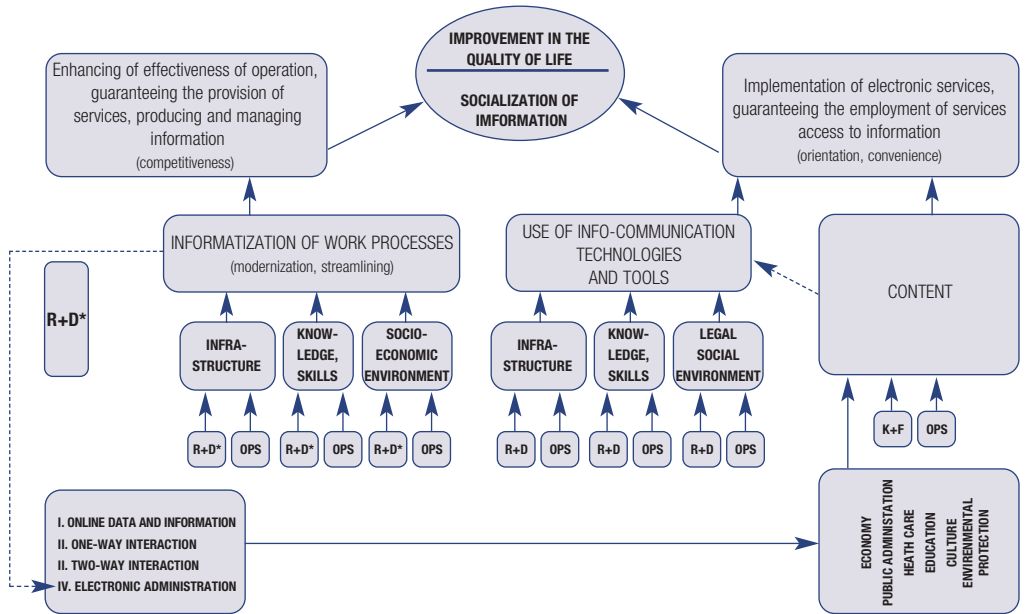 IMPROVEMENT IN THE
QUALITY OF LIFE
SOCIALIZATION OF
IMFORMATION
Enhancing of effectiveness of operation,
guaranteeing the provision of
services, producing and managing
information
(competitiveness)
Implementation of electronic services,
guaranteeing the employment of services
access to information
(orientation, convenience)
INFORMATIZATION OF WORK PROCESSES
(modernization, streamlining)
USE OF INFO-COMMUNICATION
TECHNOLOGIES
AND TOOLS
CONTENT
R+D*
INFRA-
STRUCTURE
KNOW-
LEDGE,
SKILLS
SOCIO-
ECONOMIC
ENVIRONMENT
INFRA-
STRUCTURE
KNOW-
LEDGE,
SKILLS
LEGAL
SOCIAL
ENVIRONMENT
R+D*
OPS
R+D*
OPS
R+D*
OPS
R+D
OPS
R+D
OPS
R+D
OPS
K+F
OPS
I. ONLINE DATA AND INFORMATION
II. ONE-WAY INTERACTION
II. TWO-WAY INTERACTION
IV. ELECTRONIC ADMINISTRATION
ECONOMY
PUBLIC ADMINISTATION
HEATH CARE
EDUCATION
CULTURE
ENVIRENMENTAL
PROTECTION